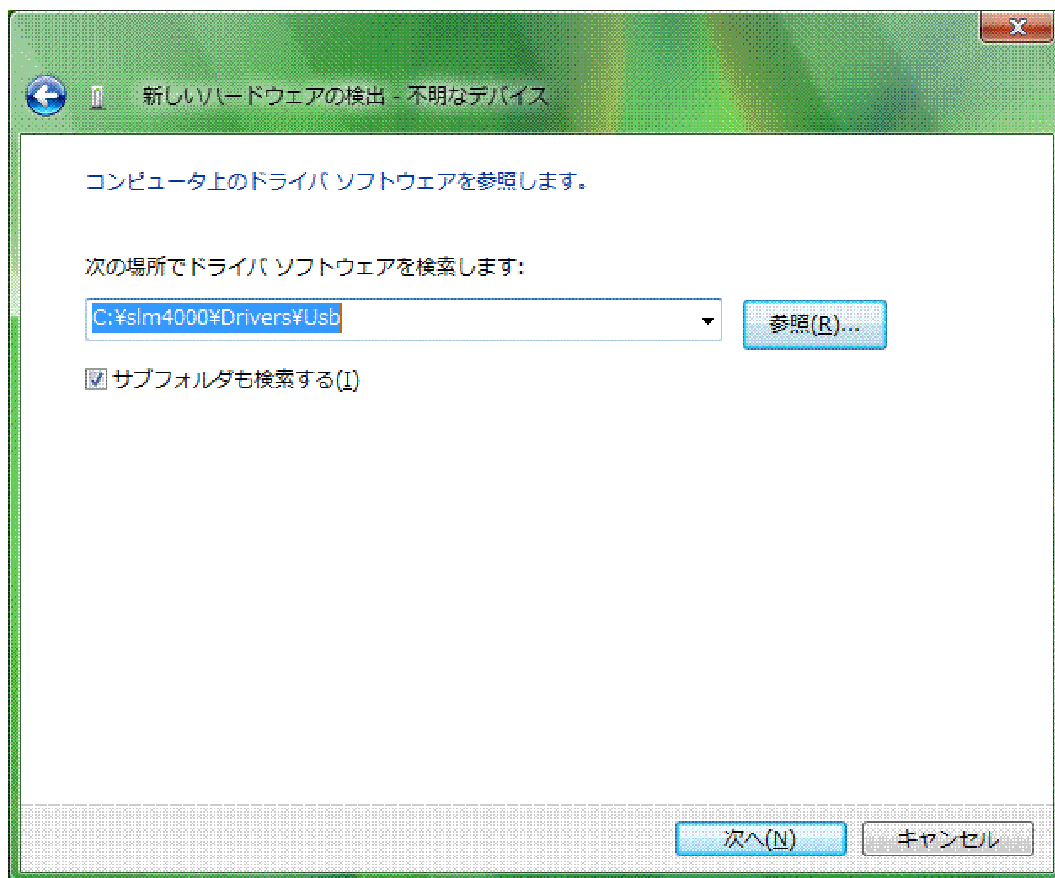 新しいハードウェアの検出 - 不明なデバイス
コンピュータ上のドライバ ソフトウェアを参照します。
次の場所でドライバ ソフトウェアを検索します:
C:¥slm4000¥Drivers¥Usb
参照(R)...
サブフォルダも検索する(I)
次へ(N)
キャンセル